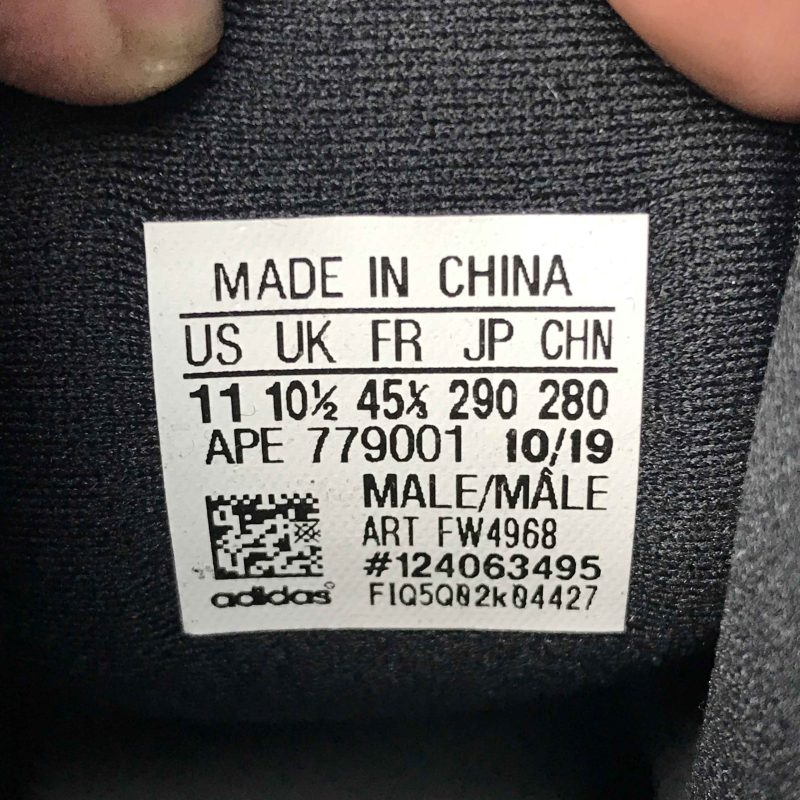 MADE IN CHINA
US UK FR JP CHN
11 10½ 45⅓ 290 280
APE 779001 10/19
MALE/MÂLE
ART FW4968
#124063495
adidas FIQ5Q02k04427